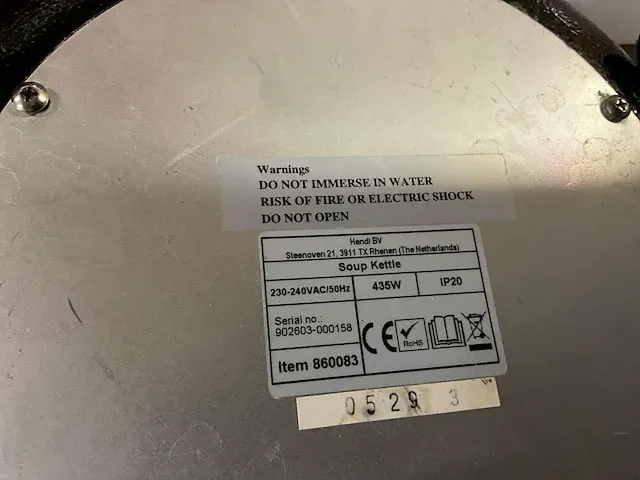 Warnings
DO NOT IMMERSE IN WATER
RISK OF FIRE OR ELECTRIC SHOCK
DO NOT OPEN
Hendi BV
Steenoven 21, 3911 TX Rhenen (The Netherlands)
Soup Kettle
230-240VAC/50Hz 435W IP20
Serial no.:
902603-000158
CE RoHS
Item 860083
0529 3